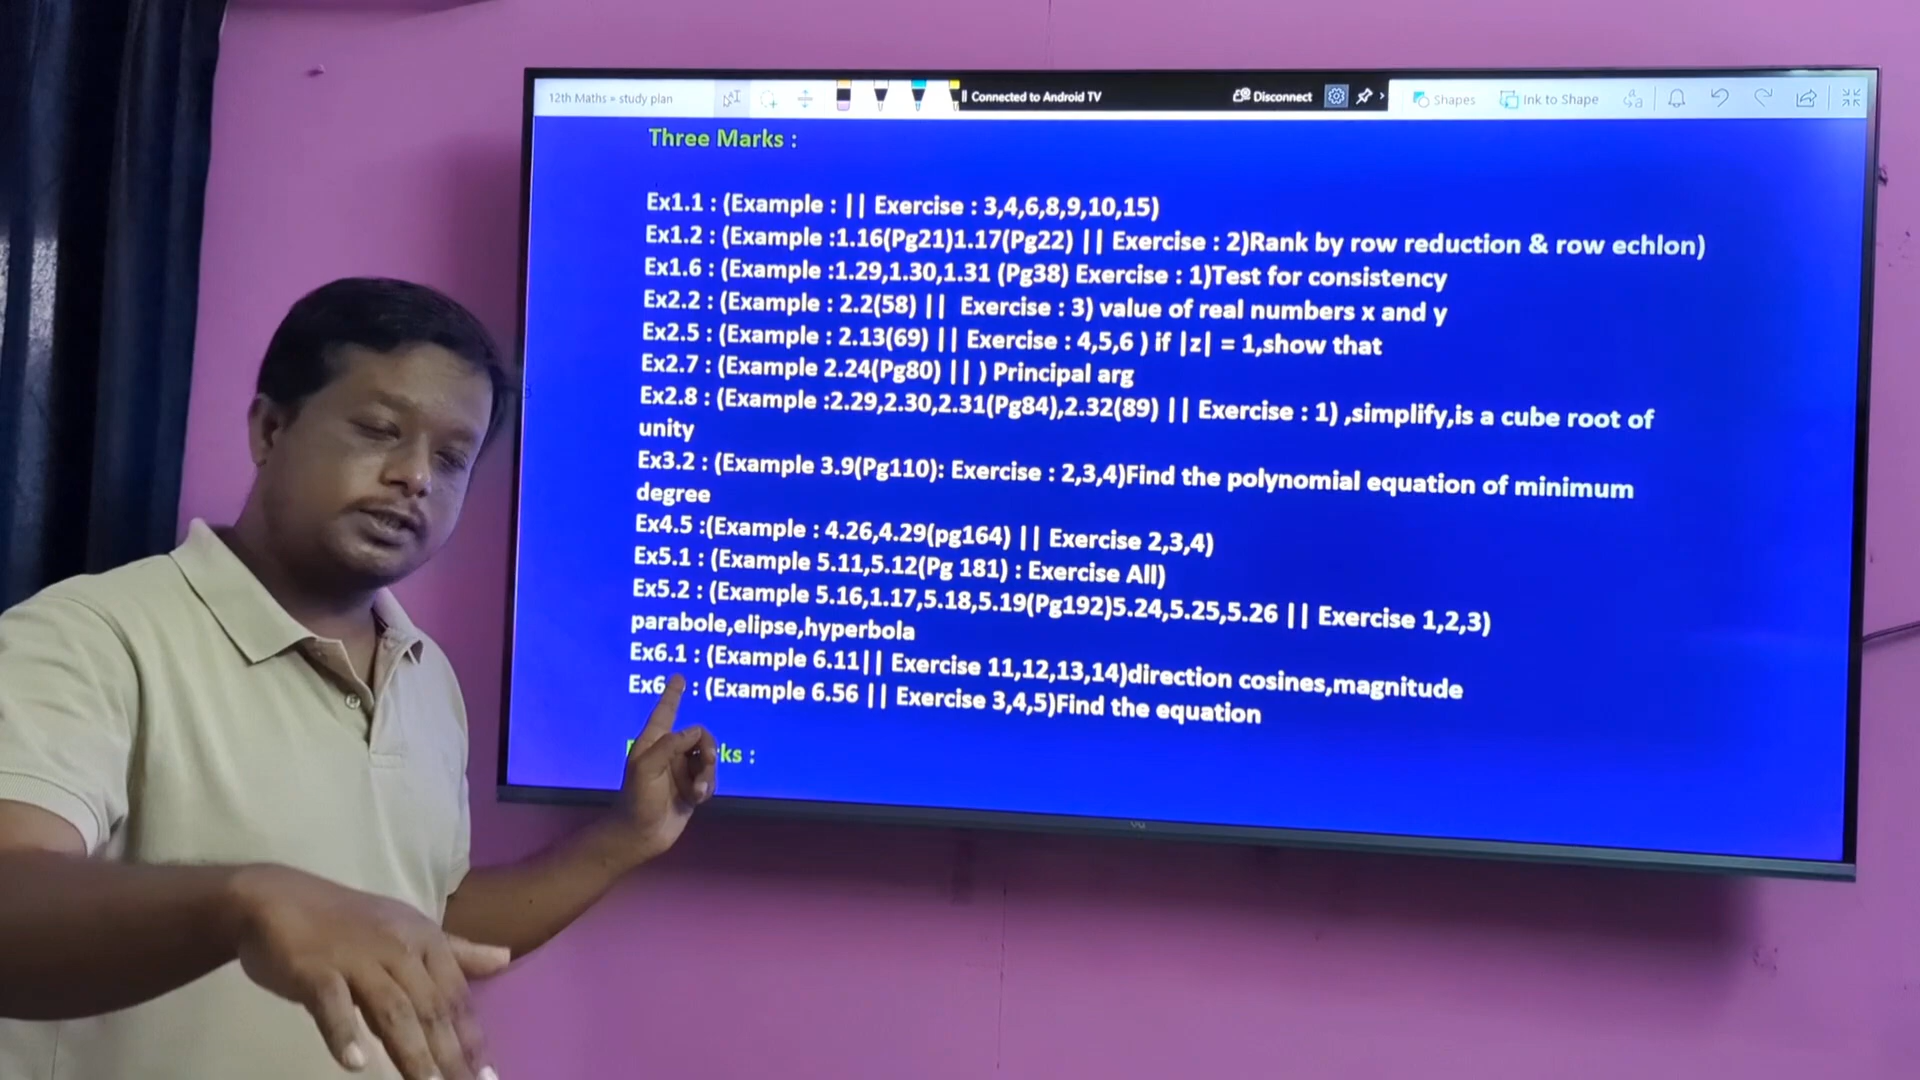 12th Maths = study plan
Connected to Android TV
Disconnect
Shapes
Ink to Shape
Three Marks :
Ex1.1 : (Example : || Exercise : 3,4,6,8,9,10,15)
Ex1.2 : (Example :1.16(Pg21)1.17(Pg22) || Exercise : 2)Rank by row reduction & row echlon)
Ex1.6 : (Example :1.29,1.30,1.31 (Pg38) Exercise : 1)Test for consistency
Ex2.2 : (Example : 2.2(58) || Exercise : 3) value of real numbers x and y
Ex2.5 : (Example : 2.13(69) || Exercise : 4,5,6 ) if |z| = 1,show that
Ex2.7 : (Example 2.24(Pg80) || ) Principal arg
Ex2.8 : (Example :2.29,2.30,2.31(Pg84),2.32(89) || Exercise : 1) ,simplify,is a cube root of
unity
Ex3.2 : (Example 3.9(Pg110): Exercise : 2,3,4)Find the polynomial equation of minimum
degree
Ex4.5 :(Example : 4.26,4.29(pg164) || Exercise 2,3,4)
Ex5.1 : (Example 5.11,5.12(Pg 181) : Exercise All)
Ex5.2 : (Example 5.16,1.17,5.18,5.19(Pg192)5.24,5.25,5.26 || Exercise 1,2,3)
parabole,elipse,hyperbola
Ex6.1 : (Example 6.11|| Exercise 11,12,13,14)direction cosines,magnitude
: (Example 6.56 || Exercise 3,4,5)Find the equation